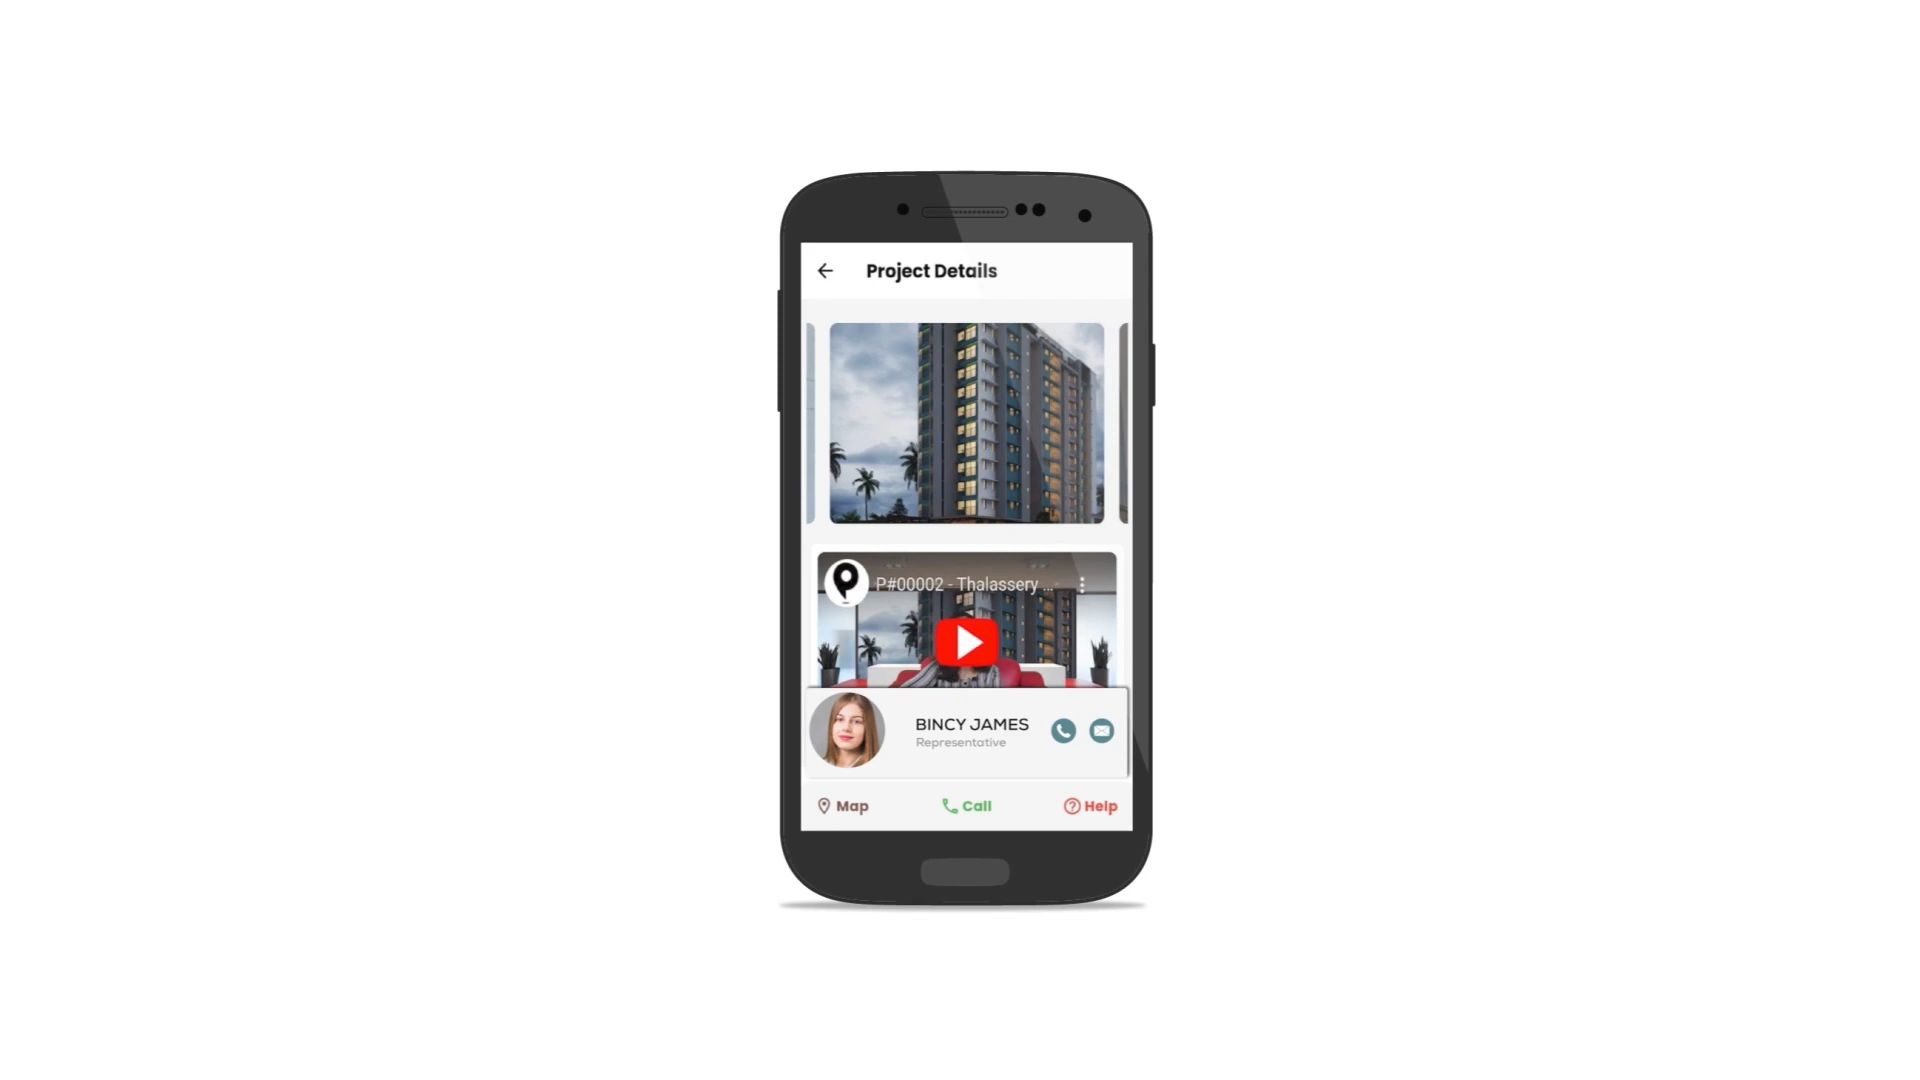 Project Details
P#00002 - Thalassery ...
BINCY JAMES
Representative
Map
Call
Help